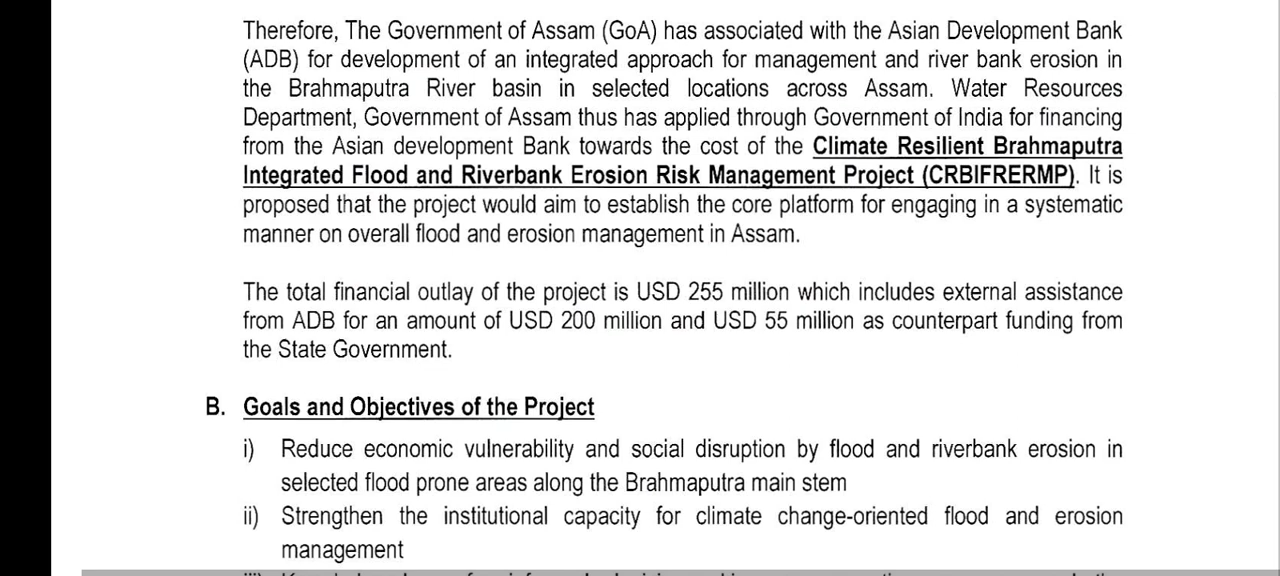 Therefore, The Government of Assam (GoA) has associated with the Asian Development Bank
(ADB) for development of an integrated approach for management and river bank erosion in
the Brahmaputra River basin in selected locations across Assam. Water Resources
Department, Government of Assam thus has applied through Government of India for financing
from the Asian development Bank towards the cost of the Climate Resilient Brahmaputra
Integrated Flood and Riverbank Erosion Risk Management Project (CRBIFRERMP). It is
proposed that the project would aim to establish the core platform for engaging in a systematic
manner on overall flood and erosion management in Assam.
The total financial outlay of the project is USD 255 million which includes external assistance
from ADB for an amount of USD 200 million and USD 55 million as counterpart funding from
the State Government.
B. Goals and Objectives of the Project
i) Reduce economic vulnerability and social disruption by flood and riverbank erosion in
selected flood prone areas along the Brahmaputra main stem
ii) Strengthen the institutional capacity for climate change-oriented flood and erosion
management